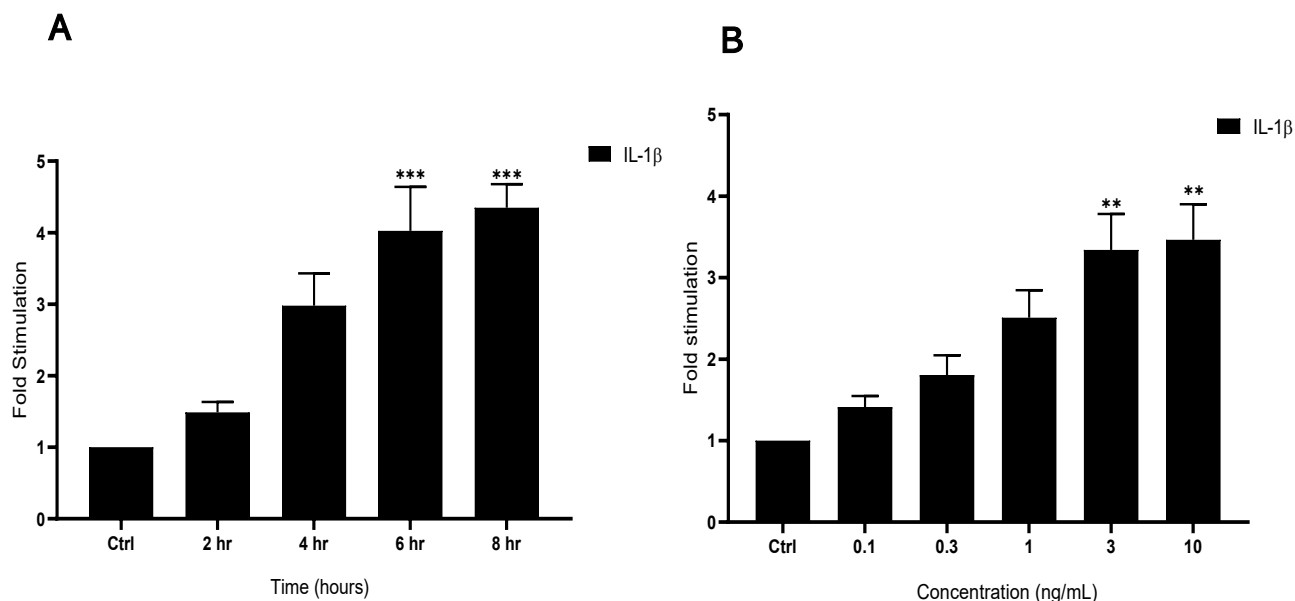 A
IL-1β
Fold Stimulation
5
4
3
2
1
0
*** ***
Ctrl 2 hr 4 hr 6 hr 8 hr
Time (hours)
B
IL-1β
Fold stimulation
5
4
3
2
1
0
** **
Ctrl 0.1 0.3 1 3 10
Concentration (ng/mL)